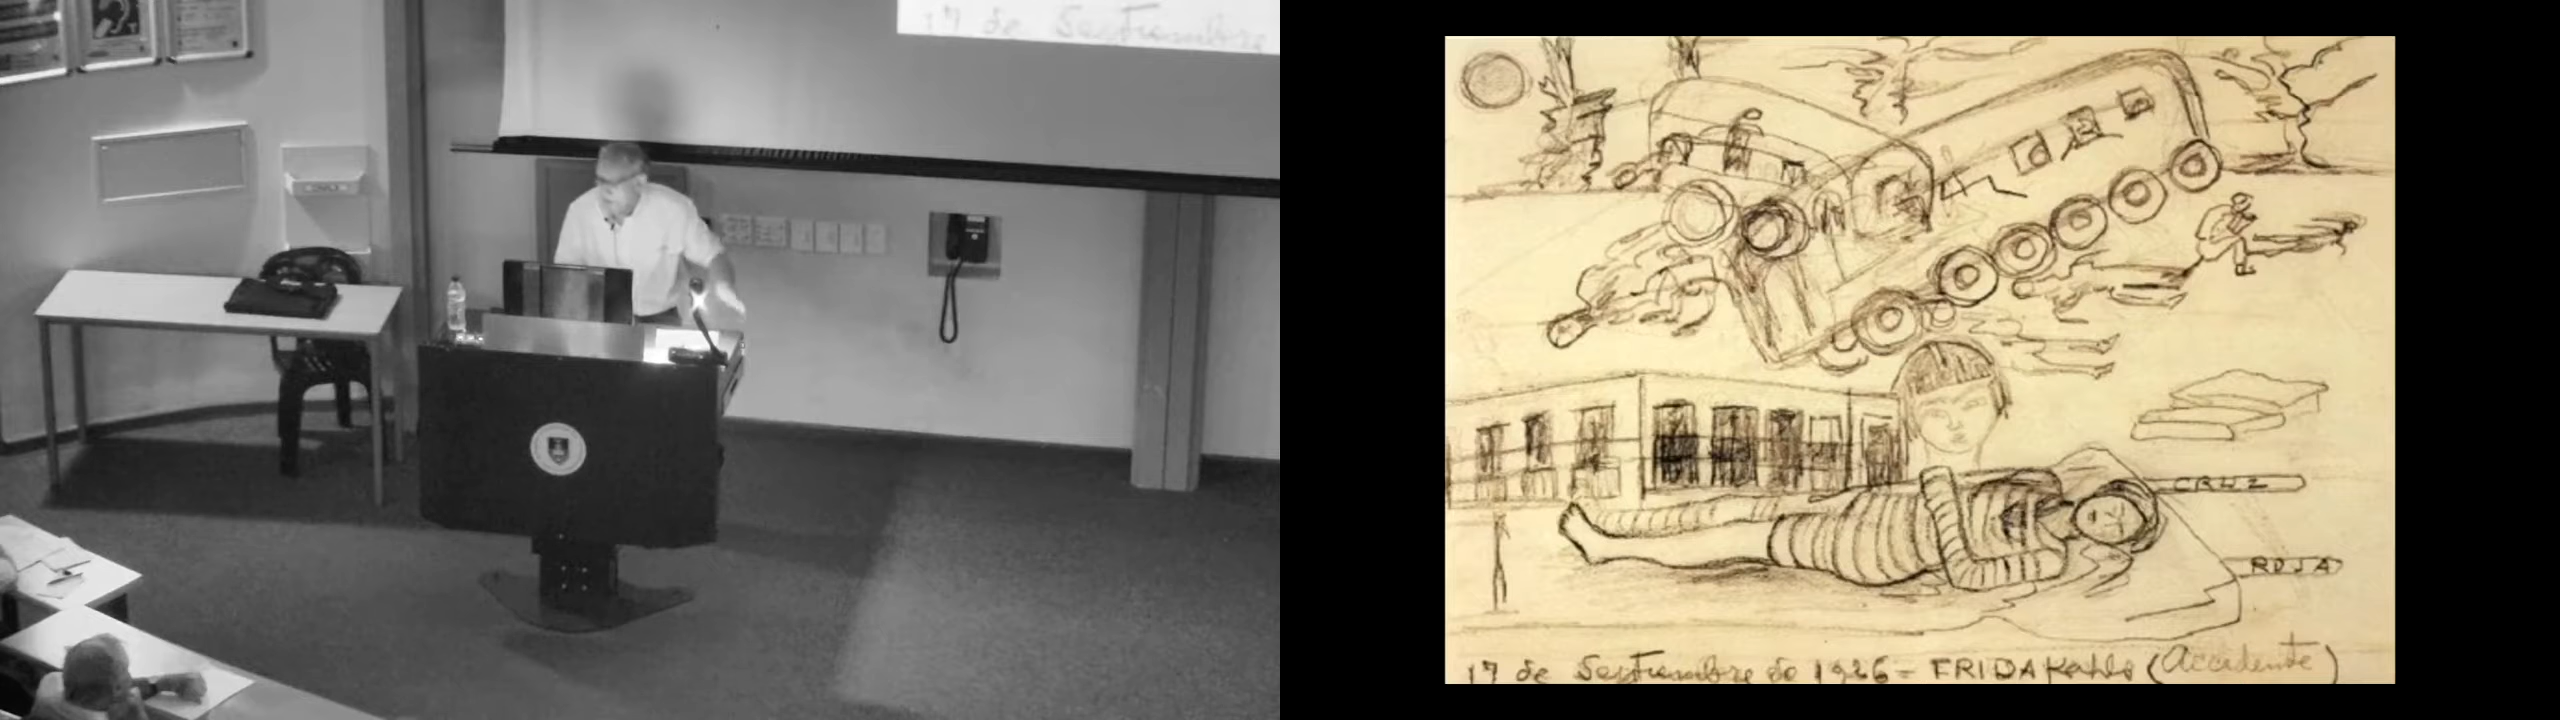 17 de Septiembre
CRUZ
ROJA
17 de Septiembre de 1926 - FRIDA Kahlo (Accidente)